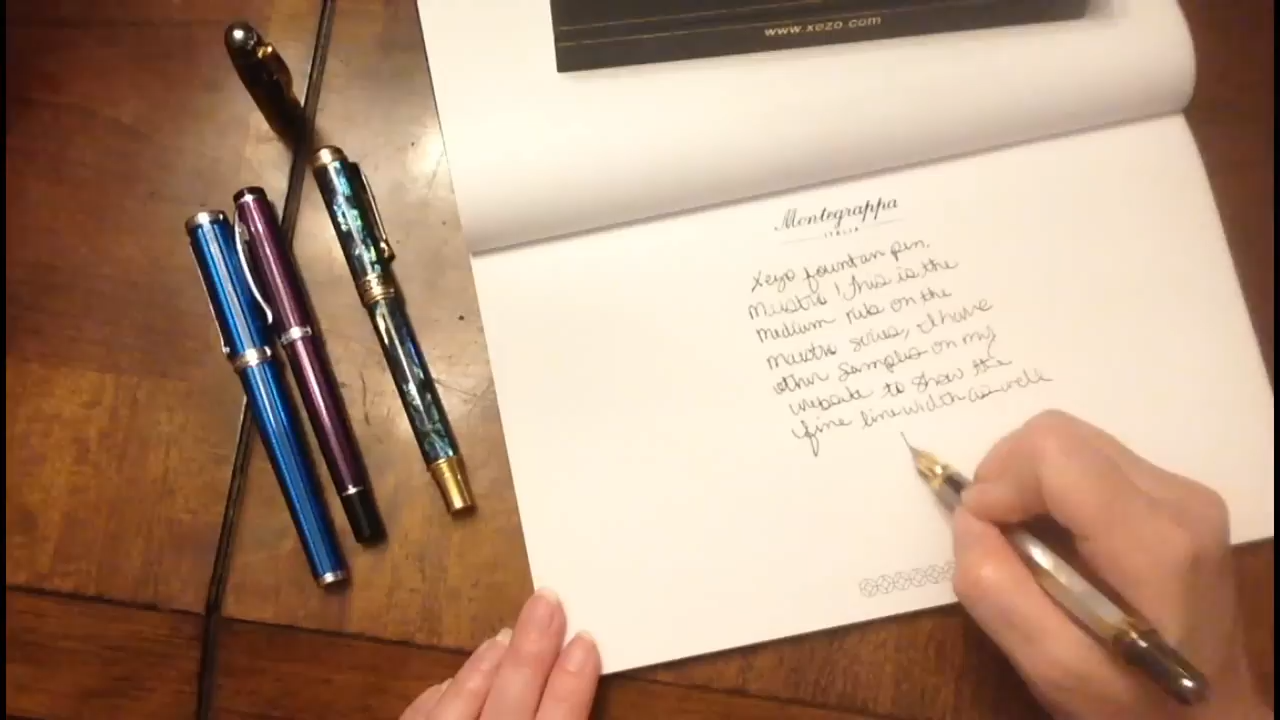 www.xezo.com
Montegrappa
ITALIA
Xezo fountan pen.
Maestro! This is the
medium nib on the
maestro series, I have
other samples on my
website to show the
fine line width as well